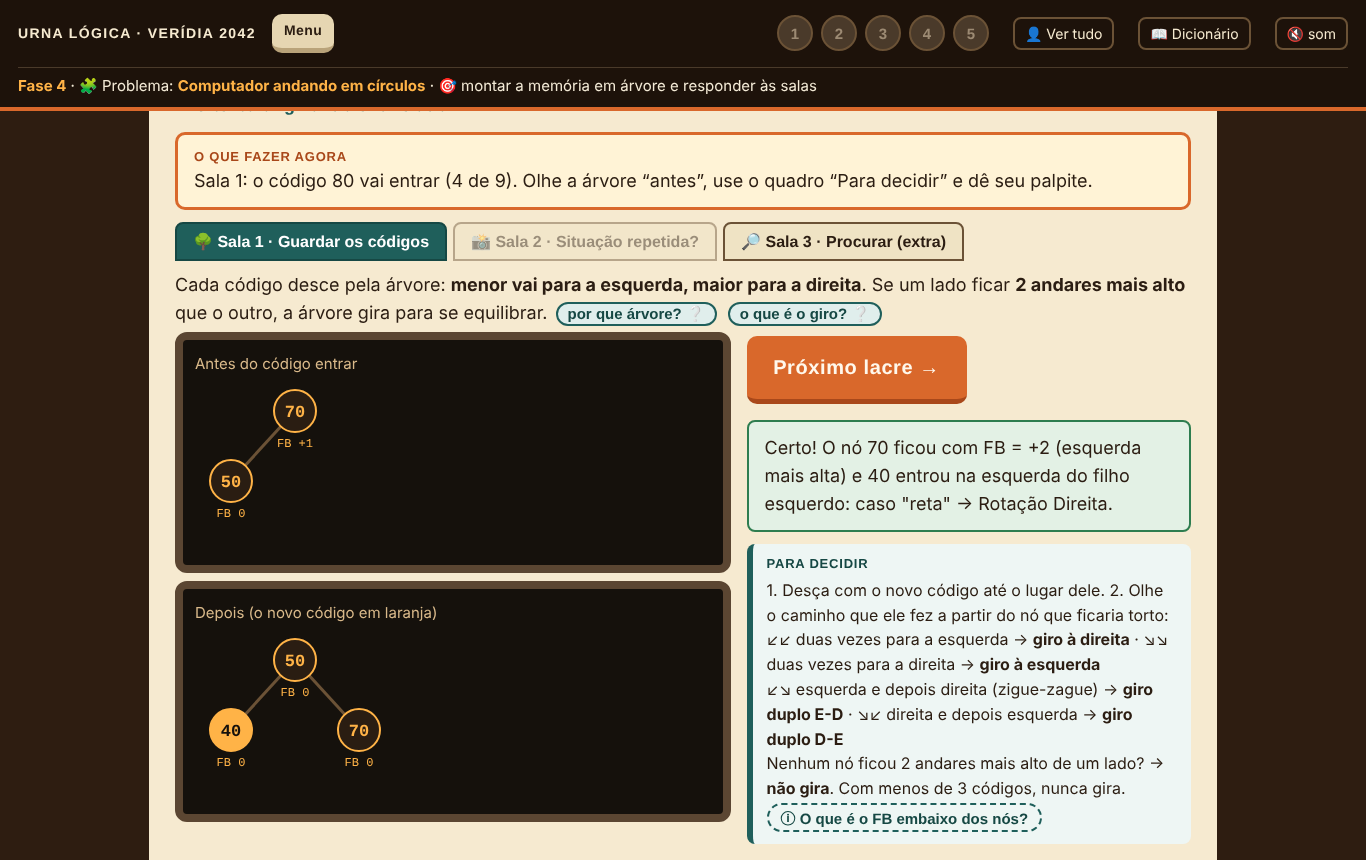 URNA LÓGICA · VERÍDIA 2042
Menu
1 2 3 4 5
👤 Ver tudo
📖 Dicionário
🔇 som
Fase 4 · 🧩 Problema: Computador andando em círculos · 🎯 montar a memória em árvore e responder às salas
O QUE FAZER AGORA
Sala 1: o código 80 vai entrar (4 de 9). Olhe a árvore “antes”, use o quadro “Para decidir” e dê seu palpite.
🌳 Sala 1 · Guardar os códigos
📸 Sala 2 · Situação repetida?
🔎 Sala 3 · Procurar (extra)
Cada código desce pela árvore: menor vai para a esquerda, maior para a direita. Se um lado ficar 2 andares mais alto
que o outro, a árvore gira para se equilibrar. por que árvore? ❔ o que é o giro? ❔
Antes do código entrar
70
FB +1
50
FB 0
Depois (o novo código em laranja)
50
FB 0
40 70
FB 0 FB 0
Próximo lacre →
Certo! O nó 70 ficou com FB = +2 (esquerda
mais alta) e 40 entrou na esquerda do filho
esquerdo: caso "reta" → Rotação Direita.
PARA DECIDIR
1. Desça com o novo código até o lugar dele. 2. Olhe
o caminho que ele fez a partir do nó que ficaria torto:
↙↙ duas vezes para a esquerda → giro à direita · ↘↘
duas vezes para a direita → giro à esquerda
↙↘ esquerda e depois direita (zigue-zague) → giro
duplo E-D · ↘↙ direita e depois esquerda → giro
duplo D-E
Nenhum nó ficou 2 andares mais alto de um lado? →
não gira. Com menos de 3 códigos, nunca gira.
ⓘ O que é o FB embaixo dos nós?